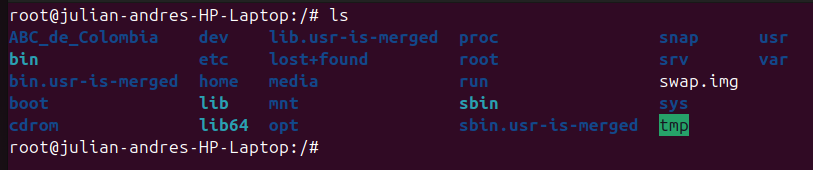 root@julian-andres-HP-Laptop:/# ls
ABC_de_Colombia dev lib.usr-is-merged proc snap usr
bin etc lost+found root srv var
bin.usr-is-merged home media run swap.img
boot lib mnt sbin sys
cdrom lib64 opt sbin.usr-is-merged tmp
root@julian-andres-HP-Laptop:/#